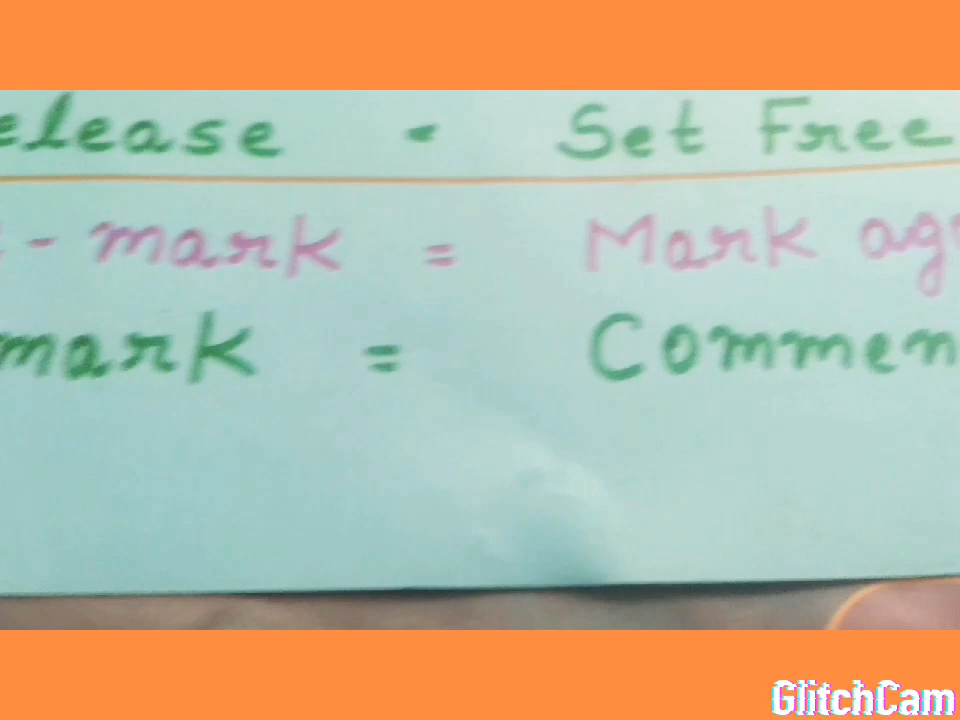 elease - Set Free
- mark = Mark ag
mark = Commen
GlitchCam